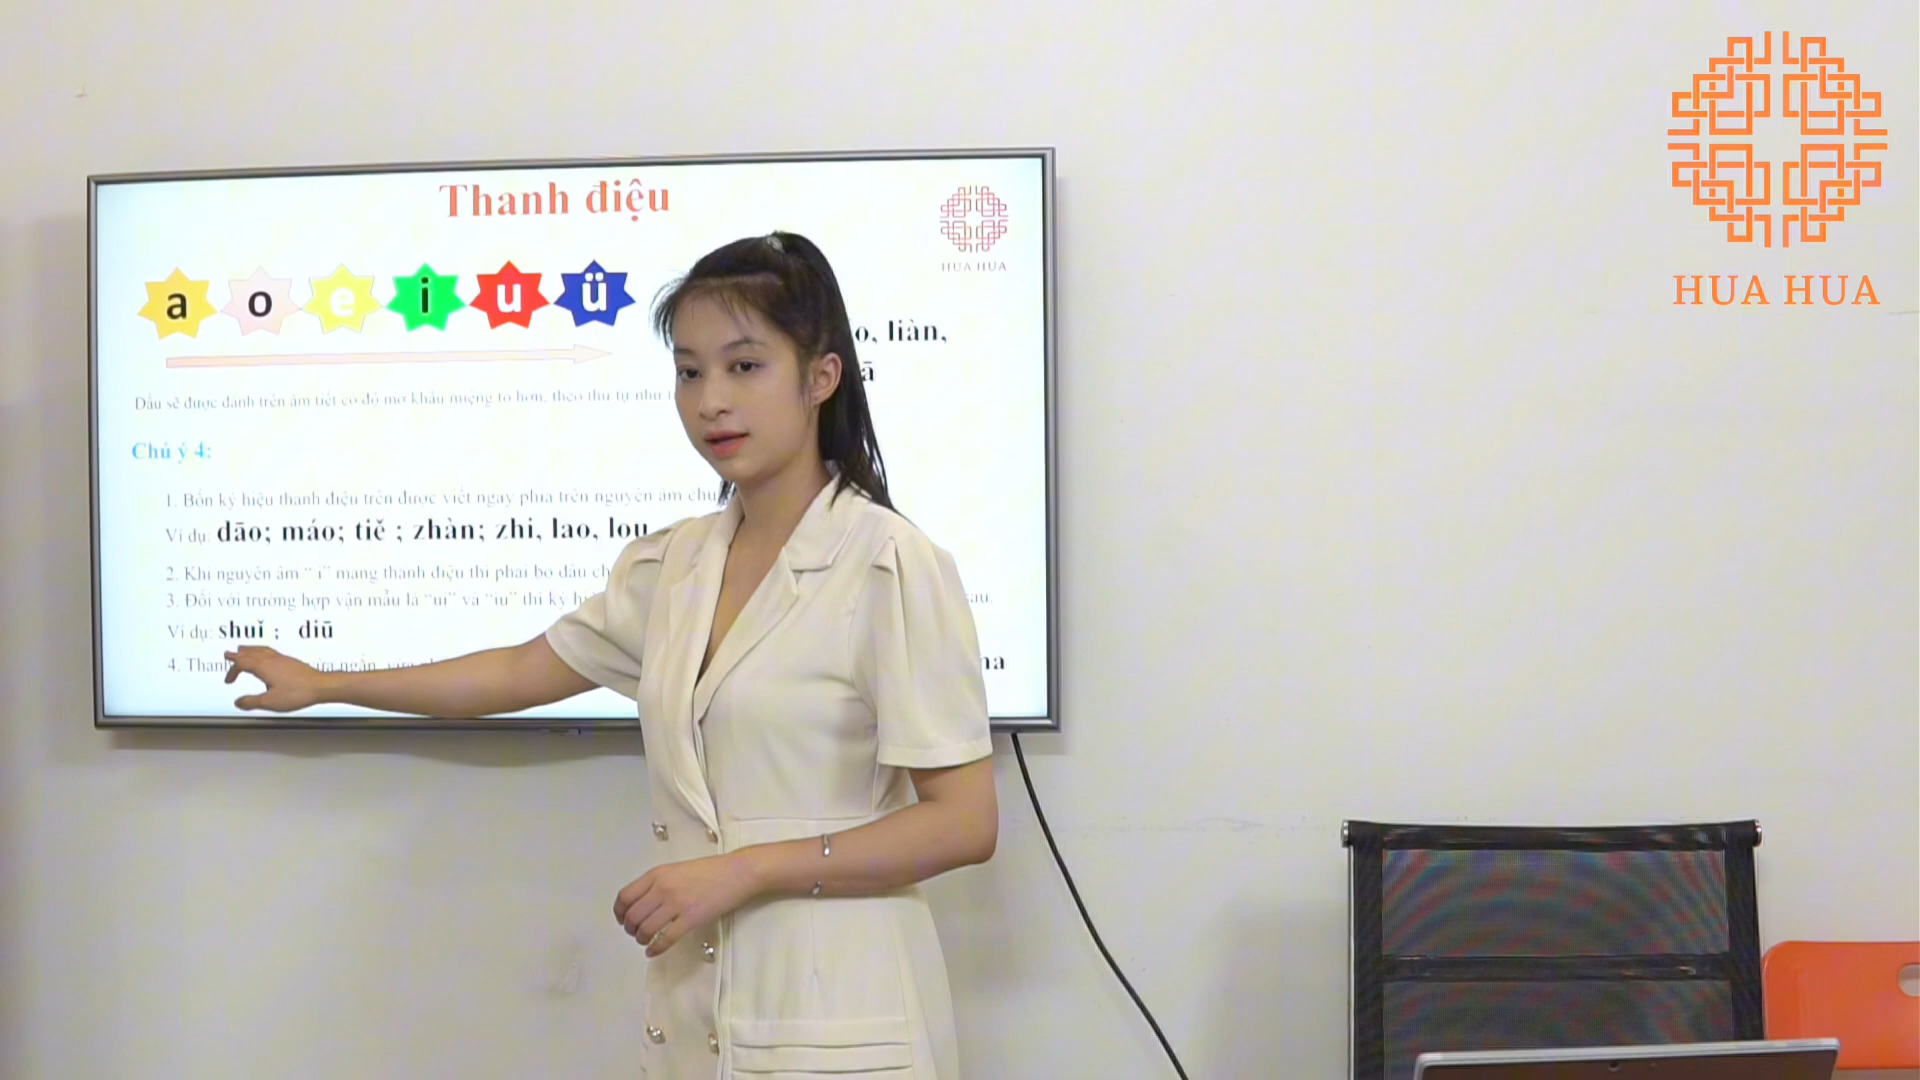 Thanh điệu
HUA HUA
a o e i u ü
o, liàn,
ā
Dấu sẽ được đánh trên âm tiết có độ mở khẩu miệng to hơn, theo thứ tự như
Chú ý 4:
1. Bốn ký hiệu thanh điệu trên được viết ngay phía trên nguyên âm
Ví dụ: dāo; máo; tiě ; zhàn; zhi, lao, lou
2. Khi nguyên âm “ i” mang thanh điệu thì phải bỏ dấu
3. Đối với trường hợp vận mẫu là “ui” và “iu” thì ký sau.
Ví dụ: shuǐ ; diū
4. Thanh vừa ngắn, vừa
HUA HUA